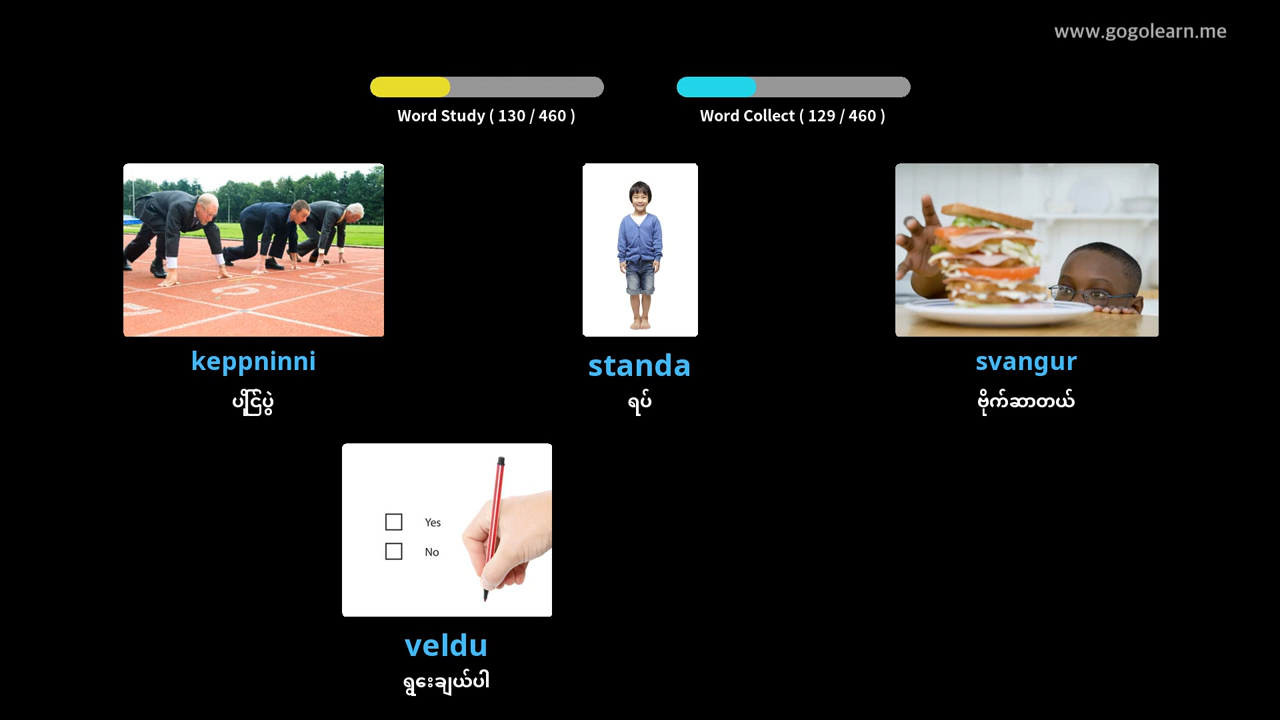 www.gogolearn.me
Word Study ( 130 / 460 )
Word Collect ( 129 / 460 )
keppninni
ပြိုင်ပွဲ
standa
ရပ်
svangur
ဗိုက်ဆာတယ်
Yes
No
veldu
ရွေးချယ်ပါ